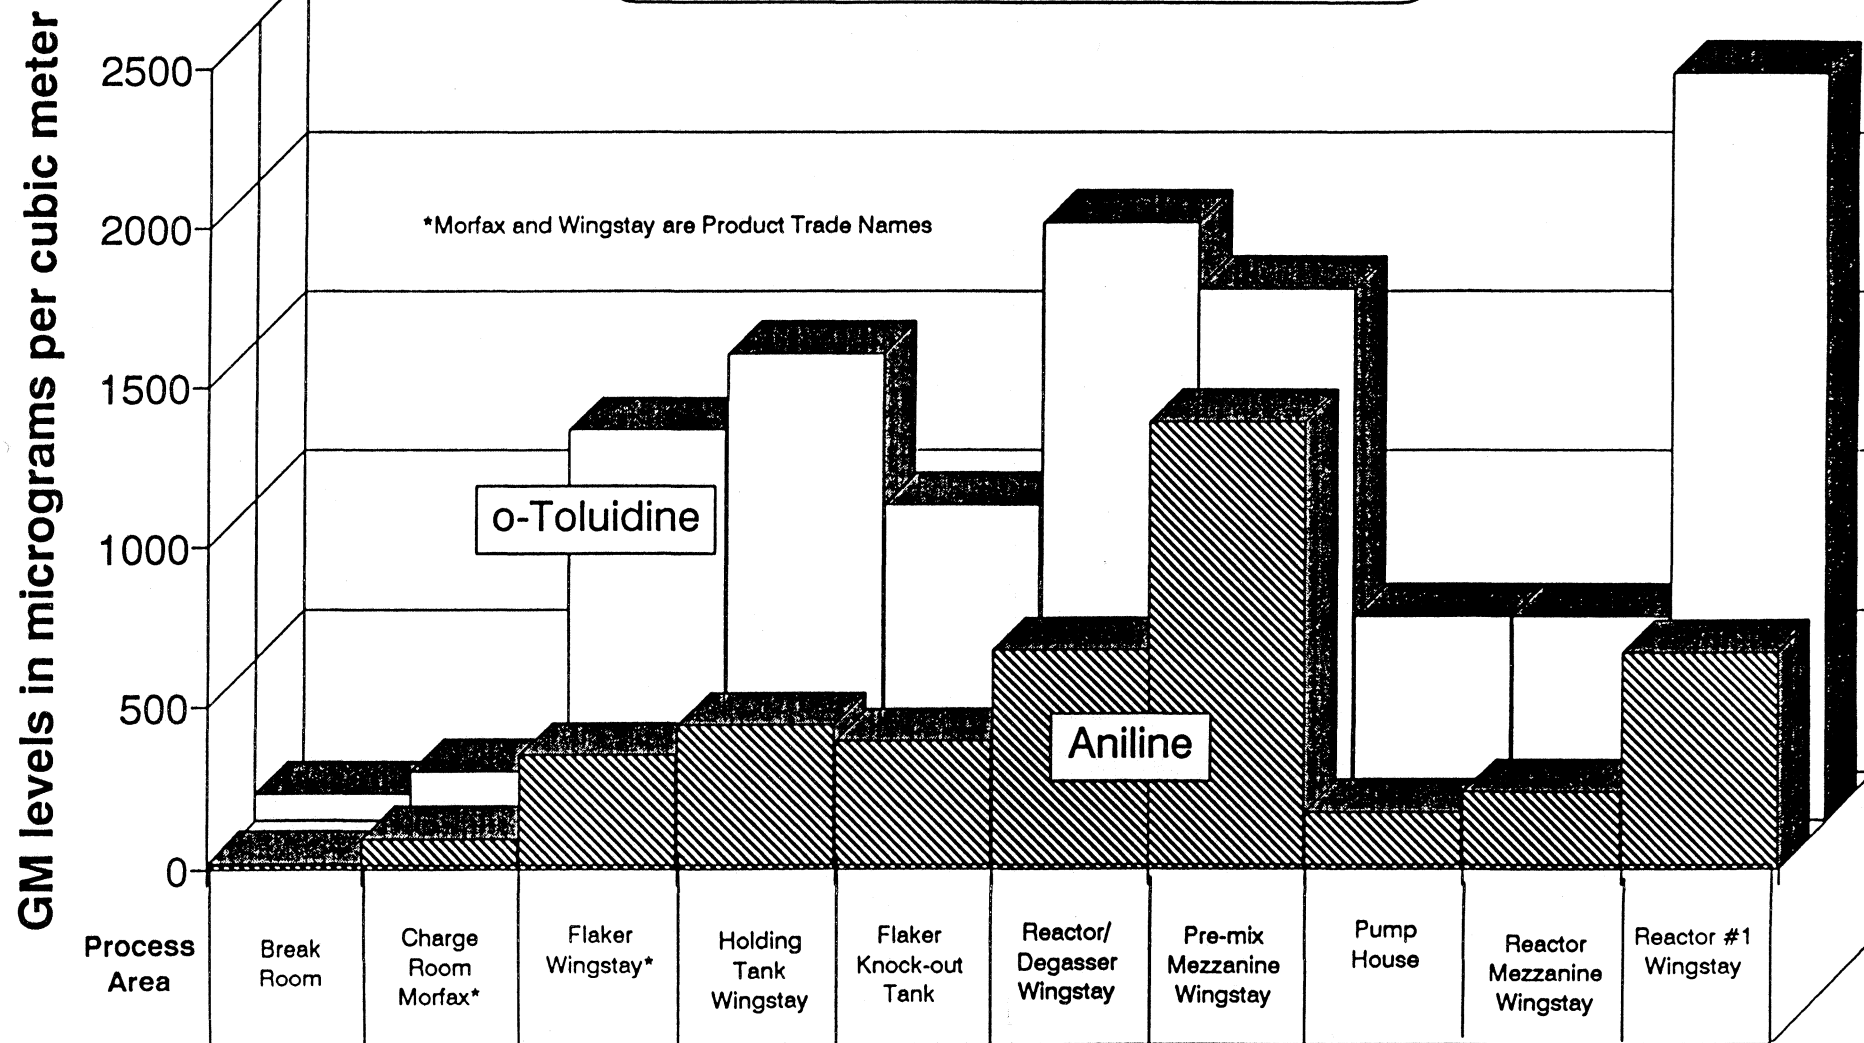 GM levels in micrograms per cubic meter
2500
2000
1500
1000
500
0
*Morfax and Wingstay are Product Trade Names
o-Toluidine
Aniline
Process
Area
Break
Room
Charge
Room
Morfax*
Flaker
Wingstay*
Holding
Tank
Wingstay
Flaker
Knock-out
Tank
Reactor/
Degasser
Wingstay
Pre-mix
Mezzanine
Wingstay
Pump
House
Reactor
Mezzanine
Wingstay
Reactor #1
Wingstay